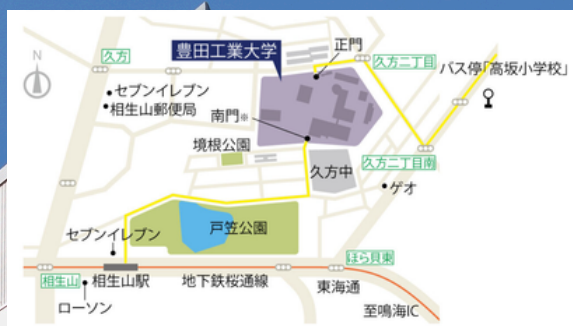 N
豊田工業大学
正門
久方
久方二丁目
バス停「高坂小学校」
セブンイレブン
相生山郵便局
南門※
境根公園
久方中
久方二丁目南
ゲオ
戸笠公園
セブンイレブン
ほら貝東
相生山
相生山駅
地下鉄桜通線
東海通
ローソン
至鳴海IC